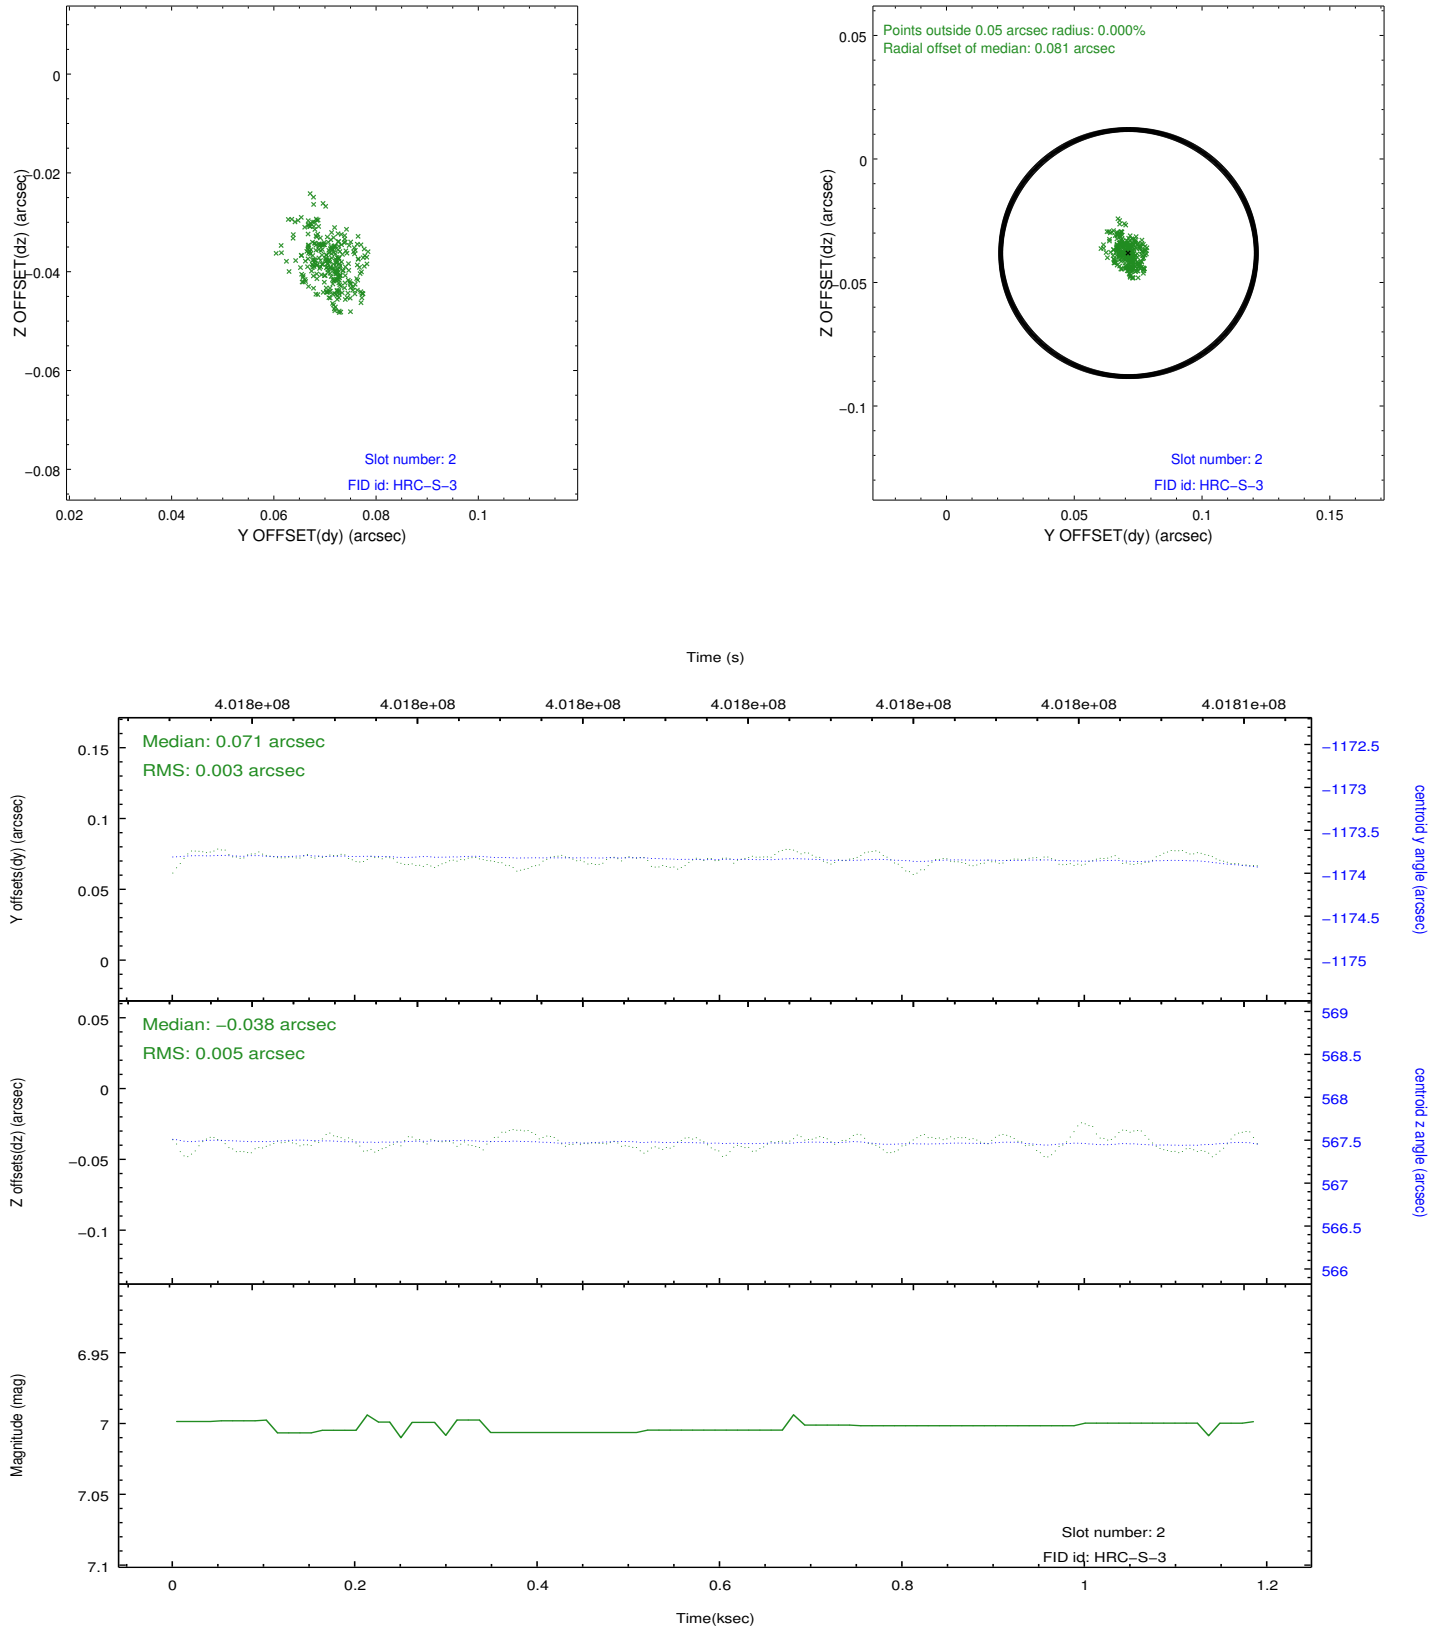 0
−0.02
−0.04
−0.06
−0.08
Z OFFSET(dz) (arcsec)
Slot number: 2
FID id: HRC−S−3
0.02 0.04 0.06 0.08 0.1
Y OFFSET(dy) (arcsec)
Points outside 0.05 arcsec radius: 0.000%
Radial offset of median: 0.081 arcsec
0.05
0
−0.05
−0.1
Z OFFSET(dz) (arcsec)
Slot number: 2
FID id: HRC−S−3
0 0.05 0.1 0.15
Y OFFSET(dy) (arcsec)
Time (s)
4.018e+08 4.018e+08 4.018e+08 4.018e+08 4.018e+08 4.018e+08 4.0181e+08
Median: 0.071 arcsec
RMS: 0.003 arcsec
0.15
0.1
0.05
0
Y offsets(dy) (arcsec)
−1172.5
−1173
−1173.5
−1174
−1174.5
−1175
centroid y angle (arcsec)
Median: −0.038 arcsec
RMS: 0.005 arcsec
0.05
0
−0.05
−0.1
Z offsets(dz) (arcsec)
569
568.5
568
567.5
567
566.5
566
centroid z angle (arcsec)
6.95
7
7.05
7.1
Magnitude (mag)
Slot number: 2
FID id: HRC−S−3
0 0.2 0.4 0.6 0.8 1 1.2
Time(ksec)